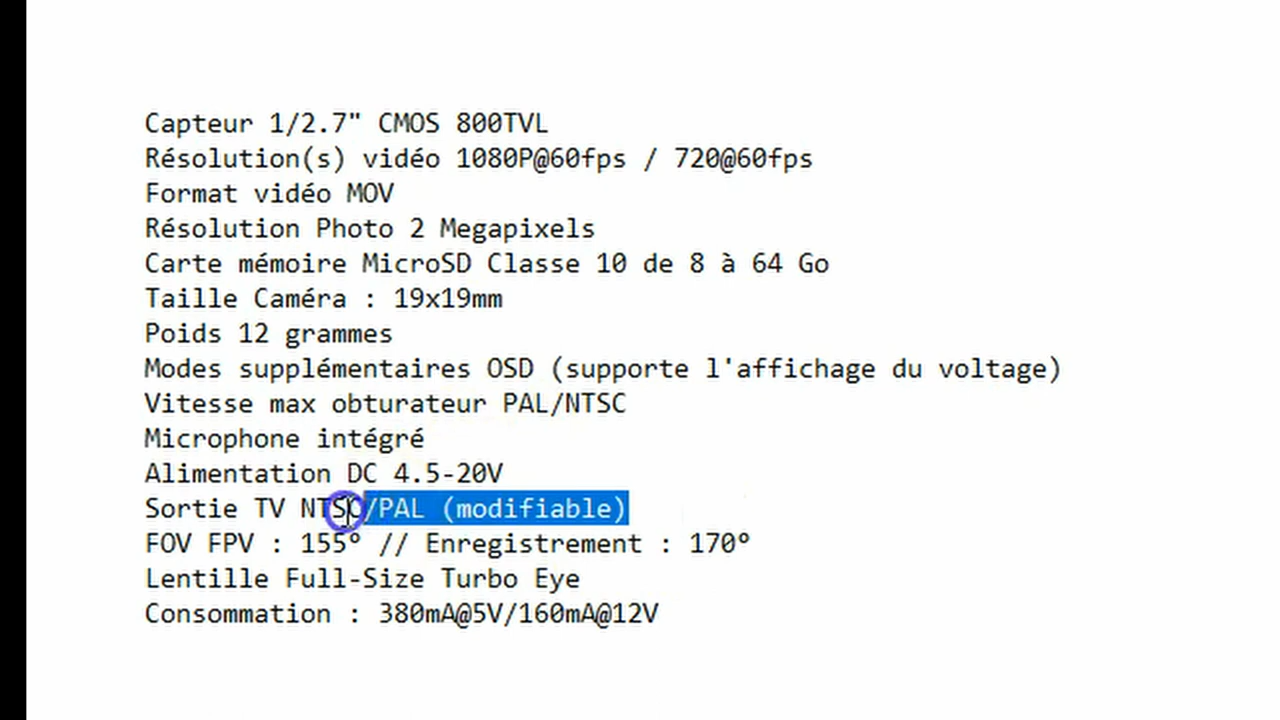 Capteur 1/2.7" CMOS 800TVL
Résolution(s) vidéo 1080P@60fps / 720@60fps
Format vidéo MOV
Résolution Photo 2 Megapixels
Carte mémoire MicroSD Classe 10 de 8 à 64 Go
Taille Caméra : 19x19mm
Poids 12 grammes
Modes supplémentaires OSD (supporte l'affichage du voltage)
Vitesse max obturateur PAL/NTSC
Microphone intégré
Alimentation DC 4.5-20V
Sortie TV NTSC/PAL (modifiable)
FOV FPV : 155º // Enregistrement : 170º
Lentille Full-Size Turbo Eye
Consommation : 380mA@5V/160mA@12V